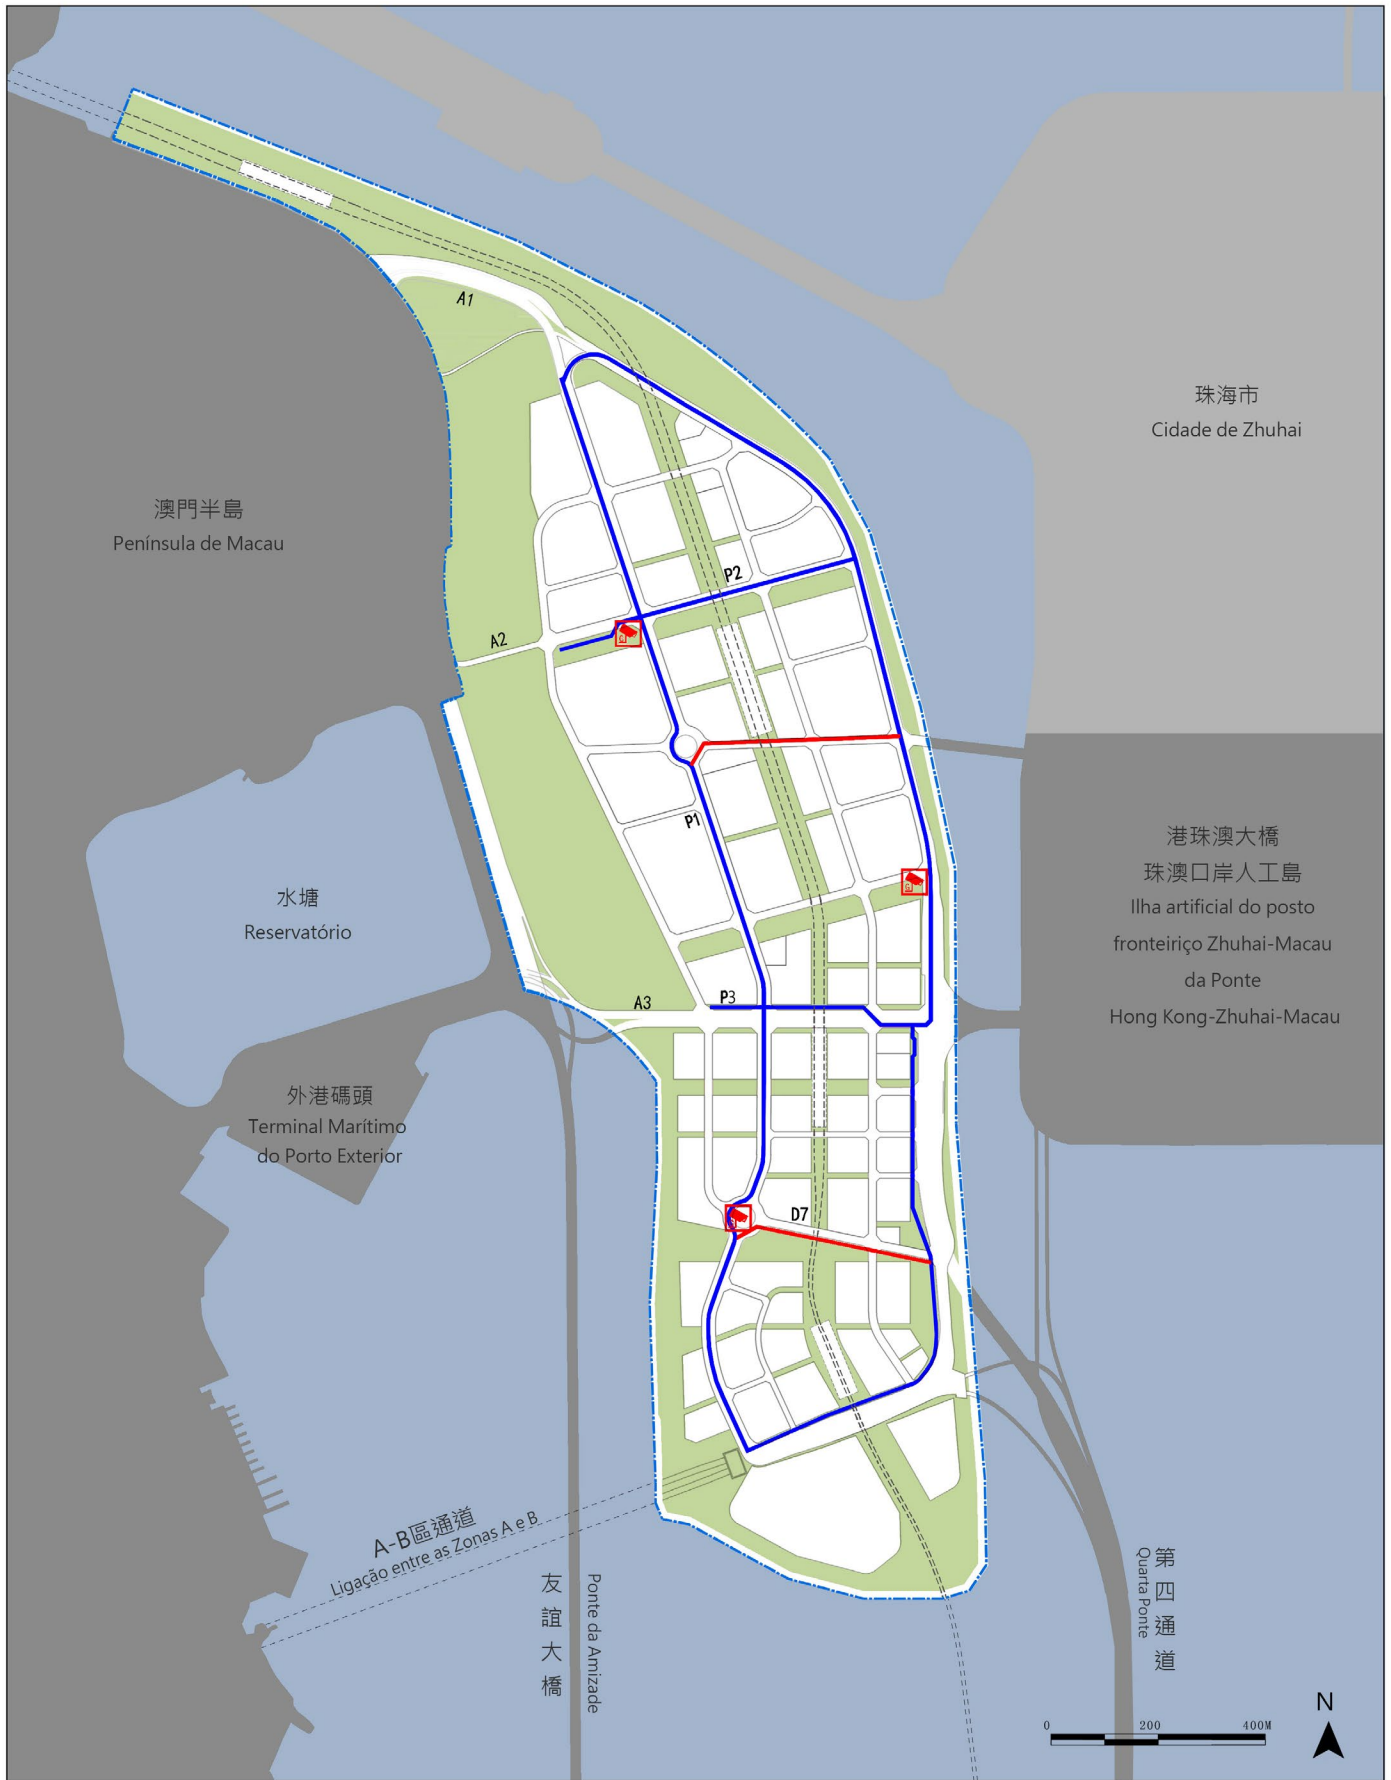 A1
珠海市
Cidade de Zhuhai
澳門半島
Península de Macau
P2
A2
P1
港珠澳大橋
珠澳口岸人工島
Ilha artificial do posto
fronteiriço Zhuhai-Macau
da Ponte
Hong Kong-Zhuhai-Macau
水塘
Reservatório
A3
P3
外港碼頭
Terminal Marítimo
do Porto Exterior
D7
A-B區通道
Ligação entre as Zonas A e B
友誼大橋
Ponte da Amizade
第四通道
Quarta Ponte
N
0 200 400M